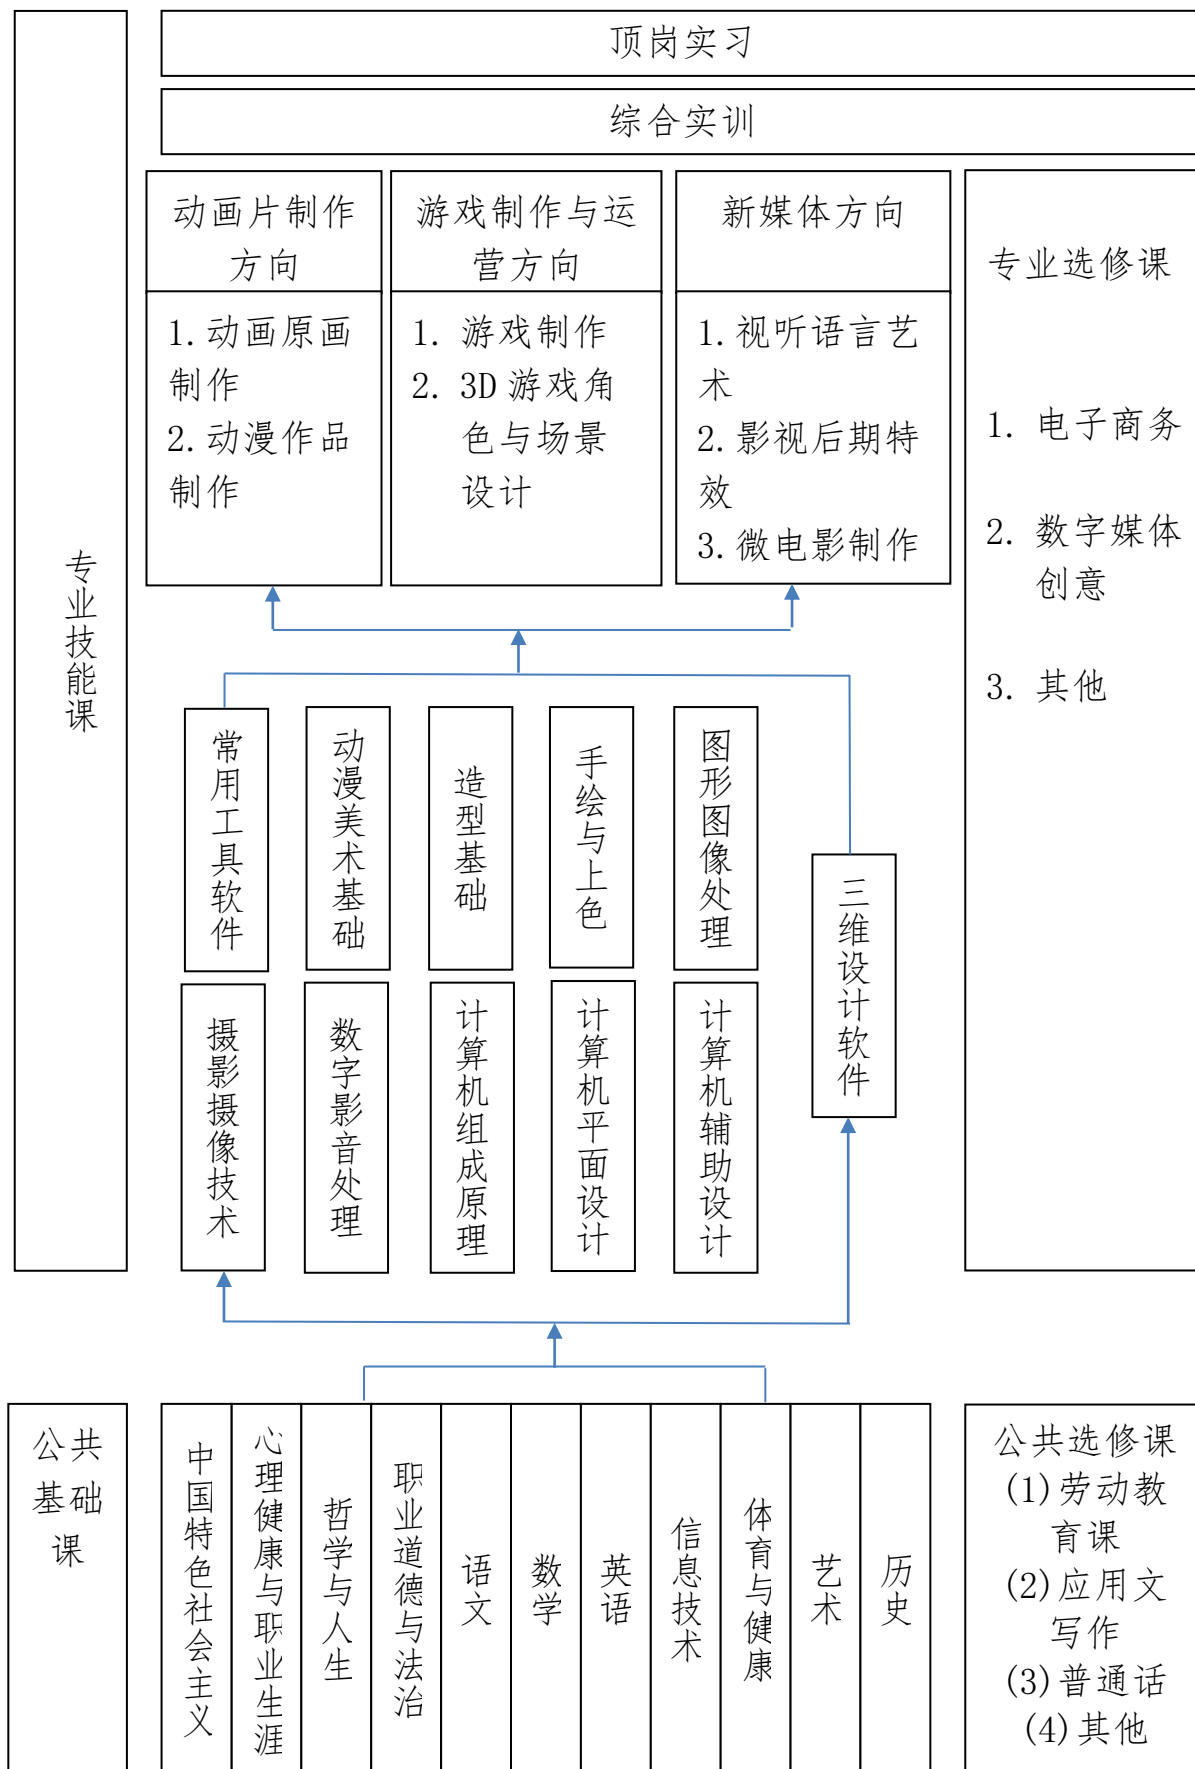 顶岗实习
综合实训
专业技能课
动画片制作
方向
游戏制作与运
营方向
新媒体方向
1.动画原画
制作
2.动漫作品
制作
1. 游戏制作
2. 3D游戏角
色与场景
设计
1.视听语言艺
术
2.影视后期特
效
3.微电影制作
专业选修课
1. 电子商务
2. 数字媒体
创意
3. 其他
常用工具软件
动漫美术基础
造型基础
手绘与上色
图形图像处理
三维设计软件
摄影摄像技术
数字影音处理
计算机组成原理
计算机平面设计
计算机辅助设计
公共
基础
课
中国特色社会主义
心理健康与职业生涯
哲学与人生
职业道德与法治
语文
数学
英语
信息技术
体育与健康
艺术
历史
公共选修课
(1)劳动教
育课
(2)应用文
写作
(3)普通话
(4)其他